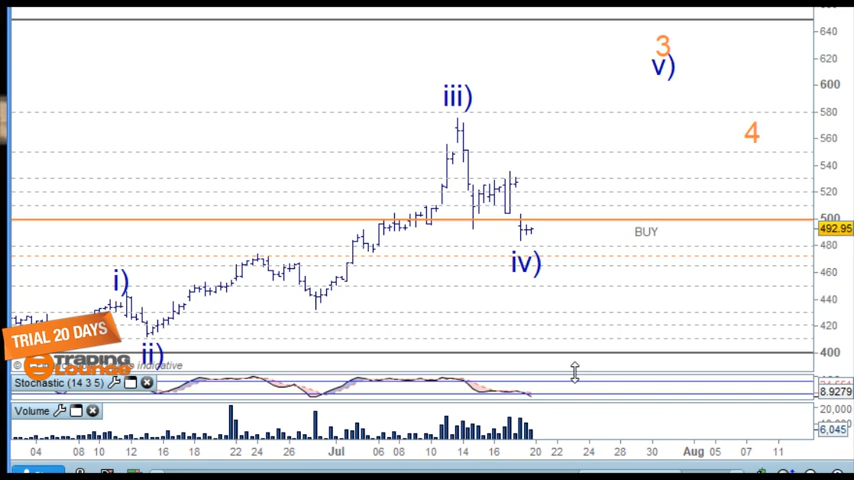 640
3
v)
620
600
iii)
580
4
560
540
520
500
BUY
492.95
480
iv)
460
i)
440
420
TRIAL 20 DAYS
ii)
400
TRADING
LOUNGE
Indicative
Stochastic (14 3 5)
8.9279
Volume
20,000
6,045
04 08 10 12 16 18 22 24 26 Jul 06 08 10 14 16 20 22 24 28 30 Aug 05 07 11